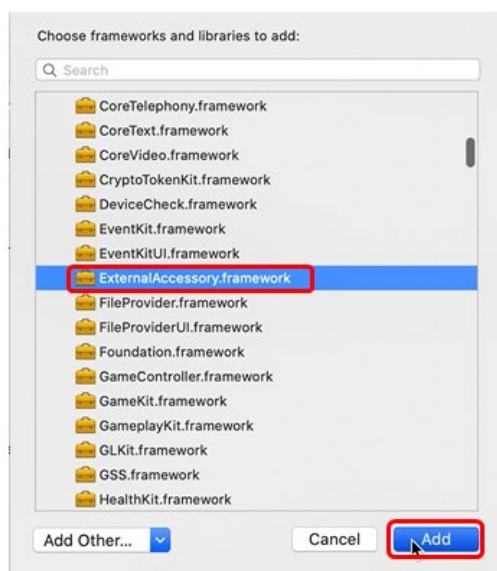 Choose frameworks and libraries to add:
Search
CoreTelephony.framework
CoreText.framework
CoreVideo.framework
CryptoTokenKit.framework
DeviceCheck.framework
EventKit.framework
EventKitUI.framework
ExternalAccessory.framework
FileProvider.framework
FileProviderUI.framework
Foundation.framework
GameController.framework
GameKit.framework
GameplayKit.framework
GLKit.framework
GSS.framework
HealthKit.framework
Add Other... Cancel Add